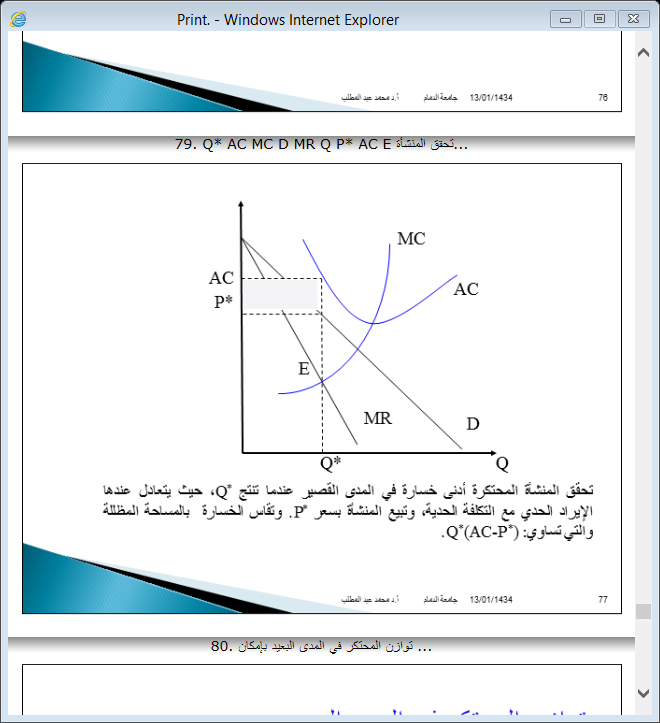 Print. - Windows Internet Explorer
13/01/1434 جامعة الدمام أ.د محمد عبد المطلب 76
79. Q* AC MC D MR Q P* AC E تحقق المنشأة...
MC
AC
AC
P*
E
MR
D
Q*
Q
تحقق المنشأة المحتكرة أدنى خسارة في المدى القصير عندما تنتج Q*، حيث يتعادل عندها
الإيراد الحدي مع التكلفة الحدية، وتبيع المنشأة بسعر P*. وتقاس الخسارة بالمساحة المظللة
والتي تساوي: Q*(AC-P*).
13/01/1434 جامعة الدمام أ.د محمد عبد المطلب 77
80. توازن المحتكر في المدى البعيد بإمكان ...